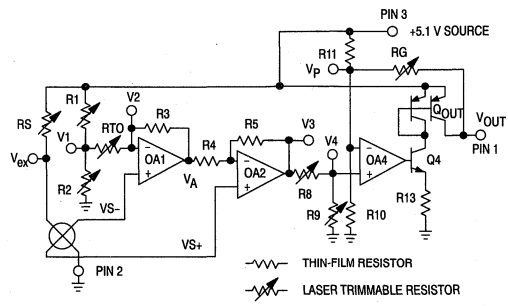 PIN 3
+5.1 V SOURCE
R11
RG
VP
V2
RS
R1
R3
QOUT
VOUT
PIN 1
V1
RTO
R4
R5
V3
V4
Q4
Vex
OA1
VA
OA2
OA4
R2
R8
R13
VS−
R9
R10
VS+
PIN 2
THIN-FILM RESISTOR
LASER TRIMMABLE RESISTOR
− + − + − +